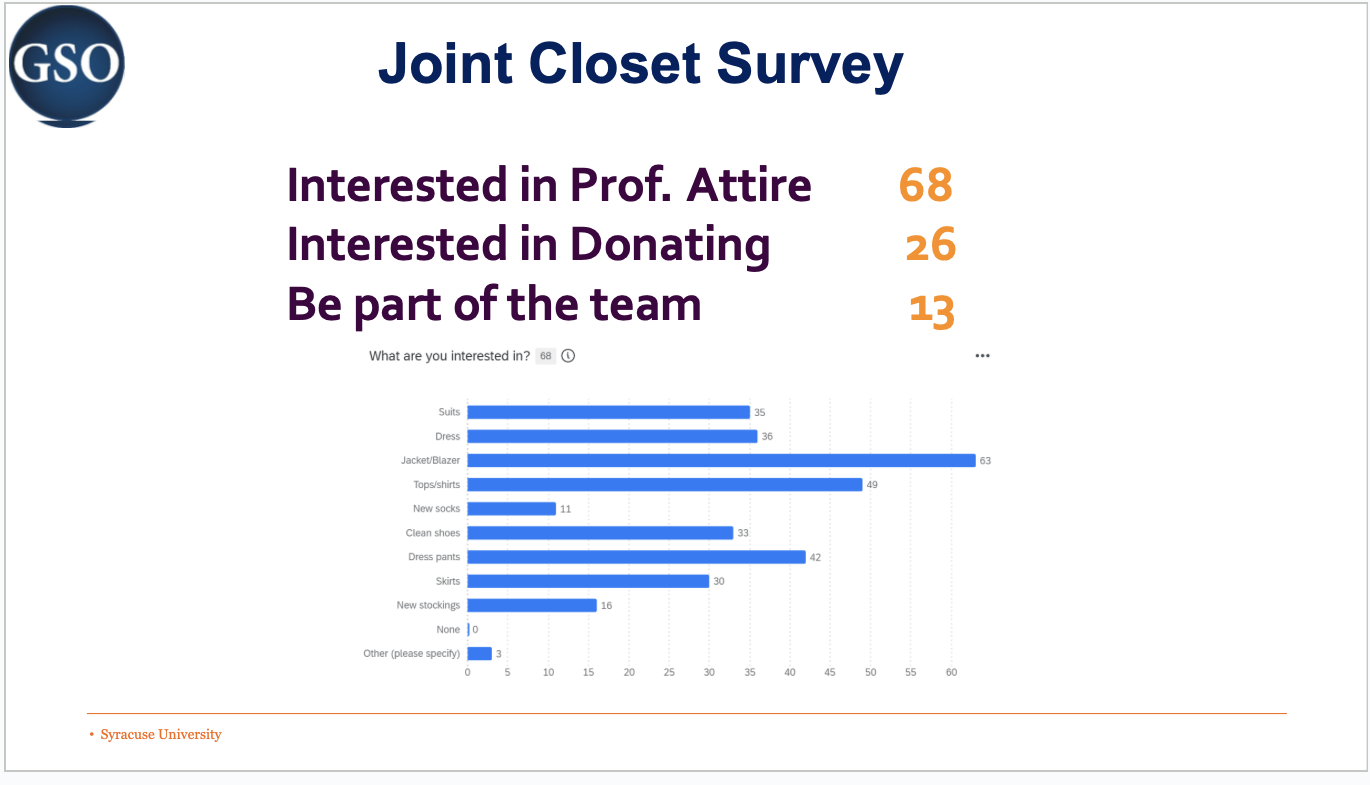 GSO
Joint Closet Survey
Interested in Prof. Attire 68
Interested in Donating 26
Be part of the team 13
What are you interested in? 68
Suits 35
Dress 36
Jacket/Blazer 63
Tops/shirts 49
New socks 11
Clean shoes 33
Dress pants 42
Skirts 30
New stockings 16
None 0
Other (please specify) 3
0 5 10 15 20 25 30 35 40 45 50 55 60
• Syracuse University